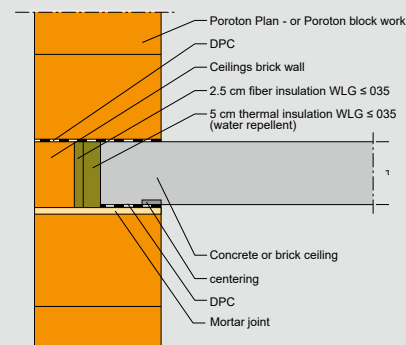 Poroton Plan - or Poroton block work
DPC
Ceilings brick wall
2.5 cm fiber insulation WLG ≤ 035
5 cm thermal insulation WLG ≤ 035
(water repellent)
Concrete or brick ceiling
centering
DPC
Mortar joint